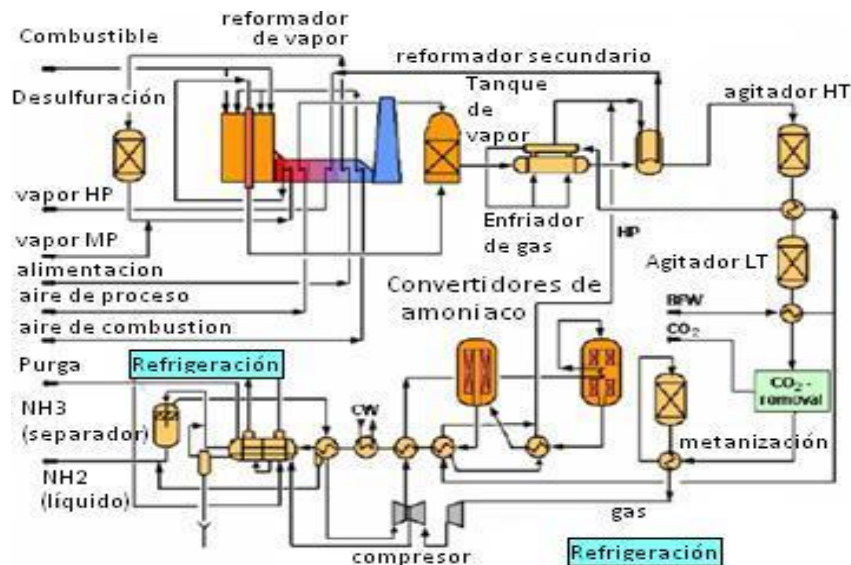 reformador
de vapor
Combustible
reformador secundario
Desulfuración
Tanque
de
vapor
agitador HT
vapor HP
Enfriador
de gas
HP
vapor MP
Agitador LT
alimentacion
aire de proceso
Convertidores de
amoniaco
BFW
aire de combustion
CO₂
Purga
Refrigeración
CO₂-
removal
NH3
(separador)
CW
metanización
NH2
(líquido)
gas
compresor
Refrigeración